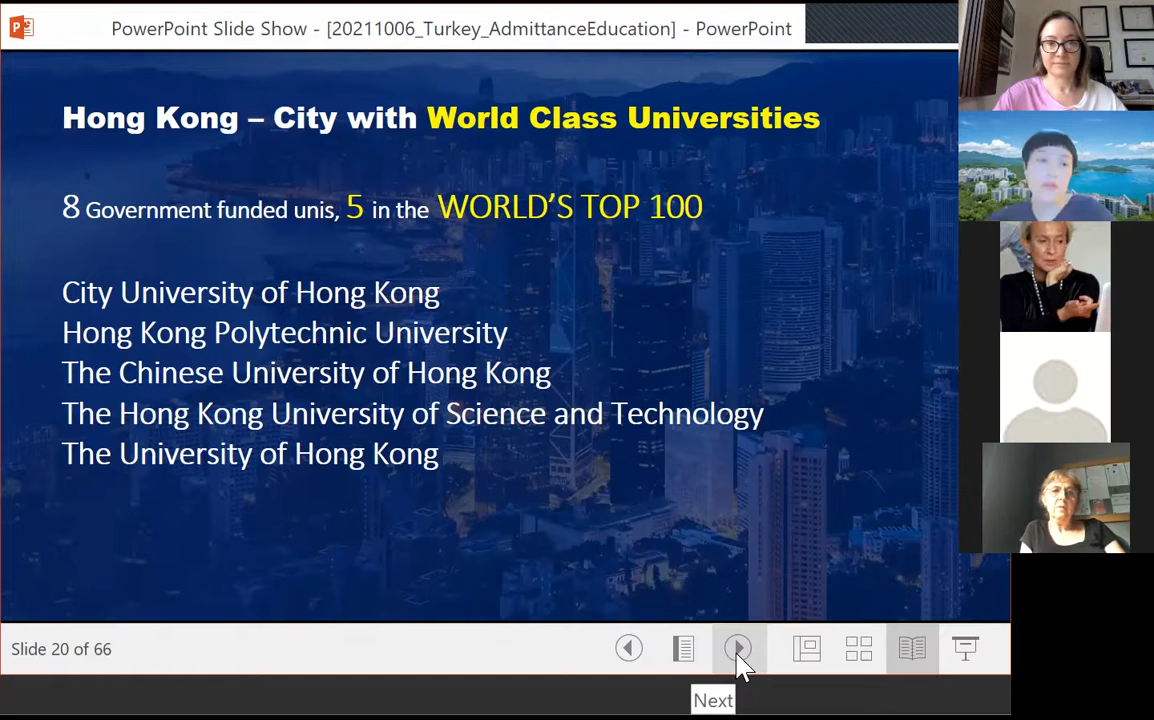 PowerPoint Slide Show - [20211006_Turkey_AdmittanceEducation] - PowerPoint
Hong Kong – City with World Class Universities
8 Government funded unis, 5 in the WORLD'S TOP 100
City University of Hong Kong
Hong Kong Polytechnic University
The Chinese University of Hong Kong
The Hong Kong University of Science and Technology
The University of Hong Kong
Slide 20 of 66
Next